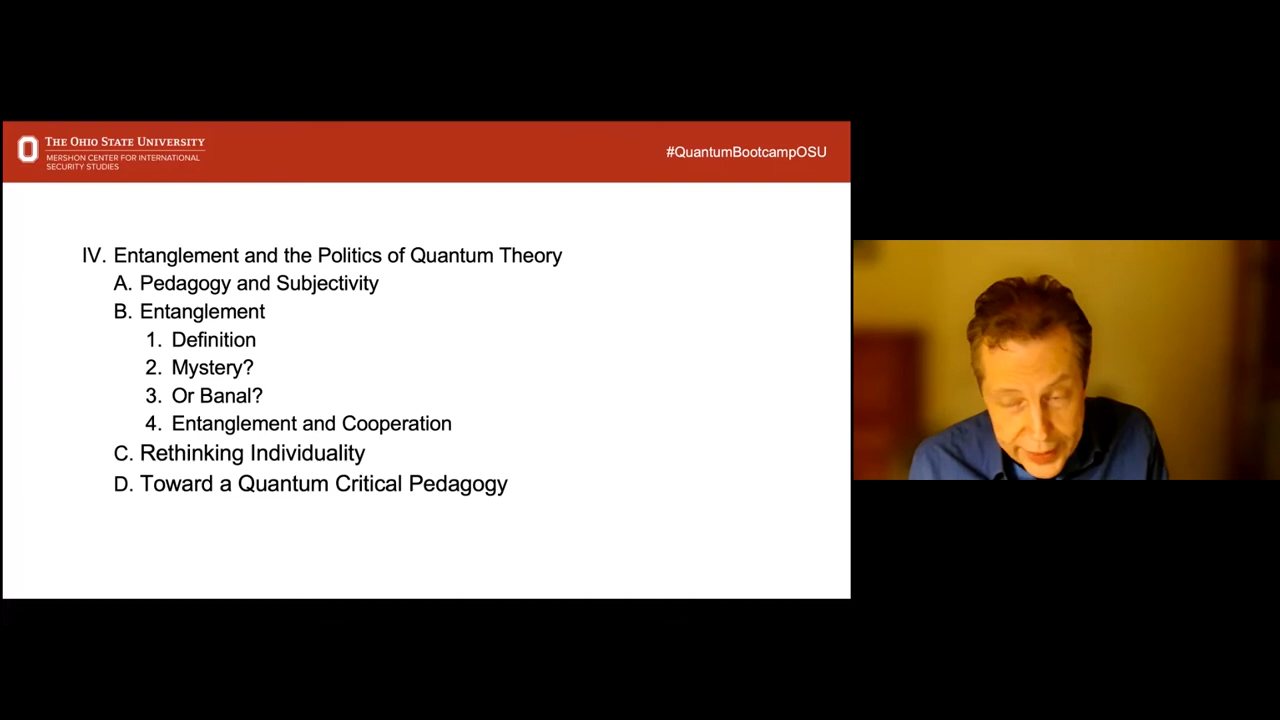 THE OHIO STATE UNIVERSITY
MERSHON CENTER FOR INTERNATIONAL
SECURITY STUDIES
#QuantumBootcampOSU
IV. Entanglement and the Politics of Quantum Theory
A. Pedagogy and Subjectivity
B. Entanglement
1. Definition
2. Mystery?
3. Or Banal?
4. Entanglement and Cooperation
C. Rethinking Individuality
D. Toward a Quantum Critical Pedagogy